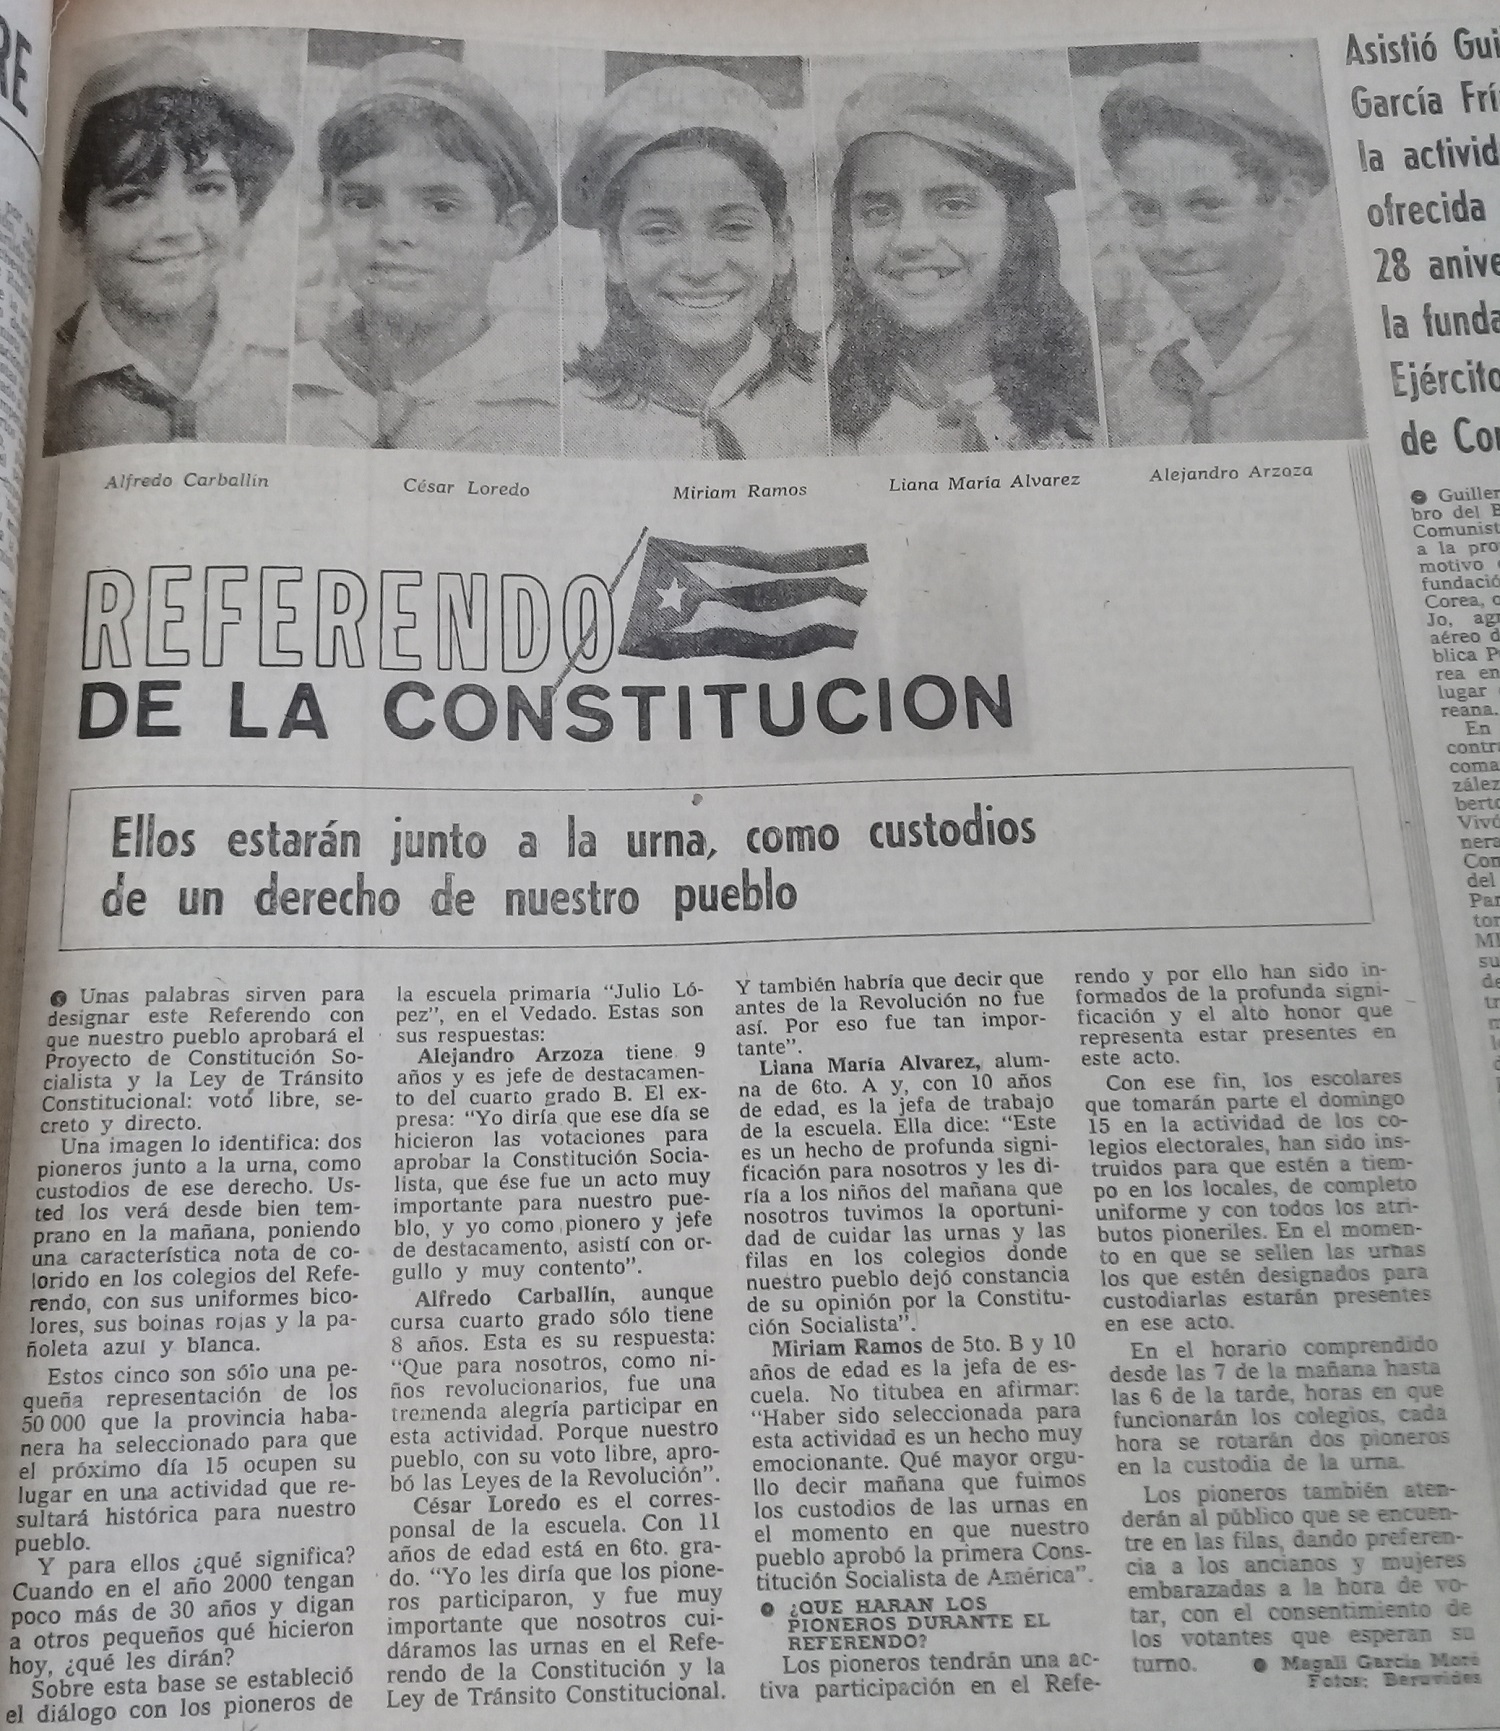 RE
Alfredo Carballín
César Loredo
Miriam Ramos
Liana María Alvarez
Alejandro Arzoza
REFERENDO
DE LA CONSTITUCION
Ellos estarán junto a la urna, como custodios
de un derecho de nuestro pueblo
Unas palabras sirven para
designar este Referendo con
que nuestro pueblo aprobará el
Proyecto de Constitución So-
cialista y la Ley de Tránsito
Constitucional: voto libre, se-
creto y directo.
Una imagen lo identifica: dos
pioneros junto a la urna, como
custodios de ese derecho. Us-
ted los verá desde bien tem-
prano en la mañana, poniendo
una característica nota de co-
lorido en los colegios del Refe-
rendo, con sus uniformes bico-
lores, sus boinas rojas y la pa-
ñoleta azul y blanca.
Estos cinco son sólo una pe-
queña representación de los
50 000 que la provincia haba-
nera ha seleccionado para que
el próximo día 15 ocupen su
lugar en una actividad que re-
sultará histórica para nuestro
pueblo.
Y para ellos ¿qué significa?
Cuando en el año 2000 tengan
poco más de 30 años y digan
a otros pequeños qué hicieron
hoy, ¿qué les dirán?
Sobre esta base se estableció
el diálogo con los pioneros de
la escuela primaria "Julio Ló-
pez", en el Vedado. Estas son
sus respuestas:
Alejandro Arzoza tiene 9
años y es jefe de destacamen-
to del cuarto grado B. El ex-
presa: "Yo diría que ese día se
hicieron las votaciones para
aprobar la Constitución Socia-
lista, que ése fue un acto muy
importante para nuestro pue-
blo, y yo como pionero y jefe
de destacamento, asistí con or-
gullo y muy contento".
Alfredo Carballín, aunque
cursa cuarto grado sólo tiene
8 años. Esta es su respuesta:
"Que para nosotros, como ni-
ños revolucionarios, fue una
tremenda alegría participar en
esta actividad. Porque nuestro
pueblo, con su voto libre, apro-
bó las Leyes de la Revolución".
César Loredo es el corres-
ponsal de la escuela. Con 11
años de edad está en 6to. gra-
do. "Yo les diría que los pione-
ros participaron, y fue muy
importante que nosotros cui-
dáramos las urnas en el Refe-
rendo de la Constitución y la
Ley de Tránsito Constitucional.
Y también habría que decir que
antes de la Revolución no fue
así. Por eso fue tan impor-
tante".
Liana María Alvarez, alum-
na de 6to. A y, con 10 años
de edad, es la jefa de trabajo
de la escuela. Ella dice: "Este
es un hecho de profunda signi-
ficación para nosotros y les di-
ría a los niños del mañana que
nosotros tuvimos la oportuni-
dad de cuidar las urnas y las
filas en los colegios donde
nuestro pueblo dejó constancia
de su opinión por la Constitu-
ción Socialista".
Miriam Ramos de 5to. B y 10
años de edad es la jefa de es-
cuela. No titubea en afirmar:
"Haber sido seleccionada para
esta actividad es un hecho muy
emocionante. Qué mayor orgu-
llo decir mañana que fuimos
los custodios de las urnas en
el momento en que nuestro
pueblo aprobó la primera Cons-
titución Socialista de América".
¿QUE HARAN LOS
PIONEROS DURANTE EL
REFERENDO?
Los pioneros tendrán una ac-
tiva participación en el Refe-
rendo y por ello han sido in-
formados de la profunda signi-
ficación y el alto honor que
representa estar presentes en
este acto.
Con ese fin, los escolares
que tomarán parte el domingo
15 en la actividad de los co-
legios electorales, han sido ins-
truidos para que estén a tiem-
po en los locales, de completo
uniforme y con todos los atri-
butos pioneriles. En el momen-
to en que se sellen las urnas
los que estén designados para
custodiarlas estarán presentes
en ese acto.
En el horario comprendido
desde las 7 de la mañana hasta
las 6 de la tarde, horas en que
funcionarán los colegios, cada
hora se rotarán dos pioneros
en la custodia de la urna.
Los pioneros también aten-
derán al público que se encuen-
tre en las filas, dando preferen-
cia a los ancianos y mujeres
embarazadas a la hora de vo-
tar, con el consentimiento de
los votantes que esperan su
turno.
Magali García Moré
Fotos: Beruvides
Asistió Gui
García Frí
la activid
ofrecida
28 anive
la funda
Ejército
de Cor
Guiller
bro del B
Comunist
a la pro
motivo
fundació
Corea, o
Jo, agr
aéreo d
blica P
rea en
lugar
reana.
En
contr
coma
zález
berto
Vivó
nera
Com
del
Par
tor